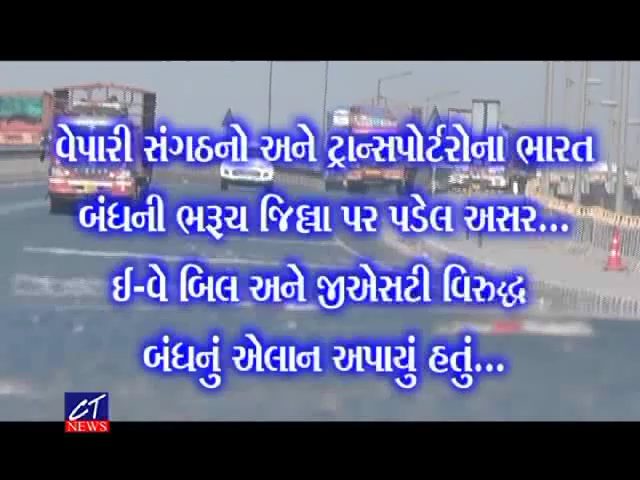 વેપારી સંગઠનો અને ટ્રાન્સપોર્ટરોના ભારત
બંધની ભરૂચ જિલ્લા પર પડેલ અસર...
ઈ-વે બિલ અને જીએસટી વિરુદ્ધ
બંધનું એલાન અપાયું હતું...
CT
NEWS